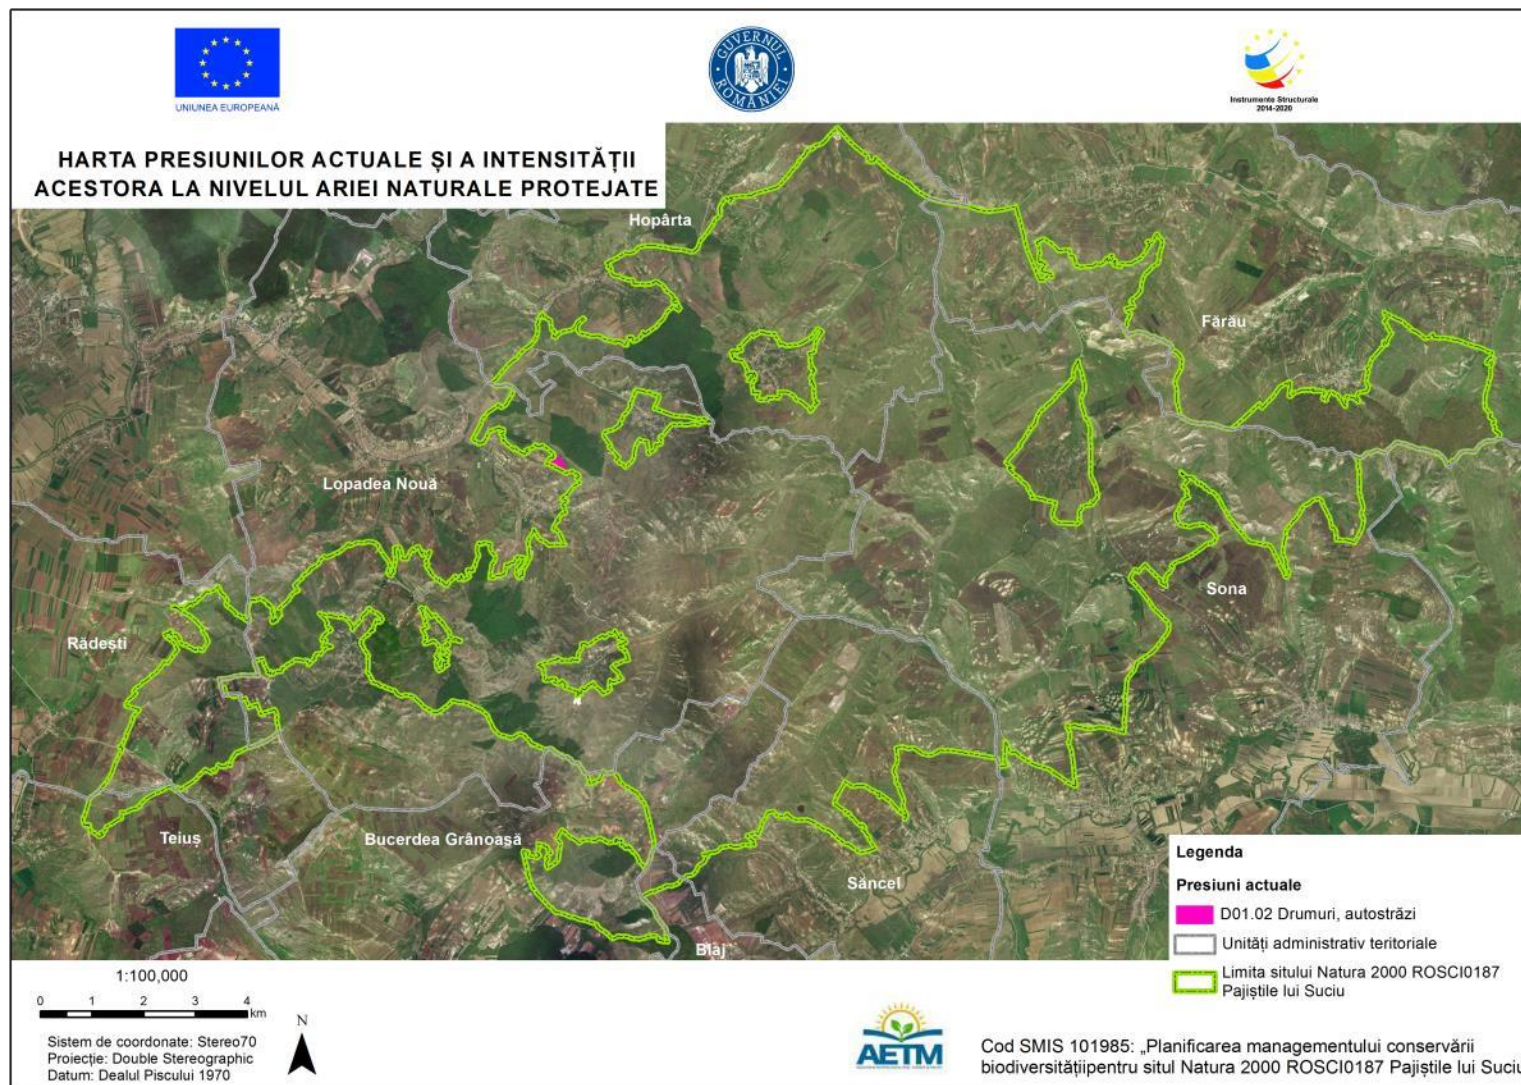 UNIUNEA EUROPEANĂ
GUVERNUL ROMÂNIEI
Instrumente Structurale
2014-2020
HARTA PRESIUNILOR ACTUALE ȘI A INTENSITĂȚII
ACESTORA LA NIVELUL ARIEI NATURALE PROTEJATE
Hopârta
Fărău
Lopadea Nouă
Sona
Rădești
Teiuș
Bucerdea Grânoașă
Săncel
Blaj
Legenda
Presiuni actuale
D01.02 Drumuri, autostrăzi
Unități administrativ teritoriale
Limita sitului Natura 2000 ROSCI0187
Pajiștile lui Suciu
1:100,000
0 1 2 3 4
km
N
Sistem de coordonate: Stereo70
Proiecție: Double Stereographic
Datum: Dealul Piscului 1970
AETM
Cod SMIS 101985: „Planificarea managementului conservării
biodiversitățiipentru situl Natura 2000 ROSCI0187 Pajiștile lui Suciu